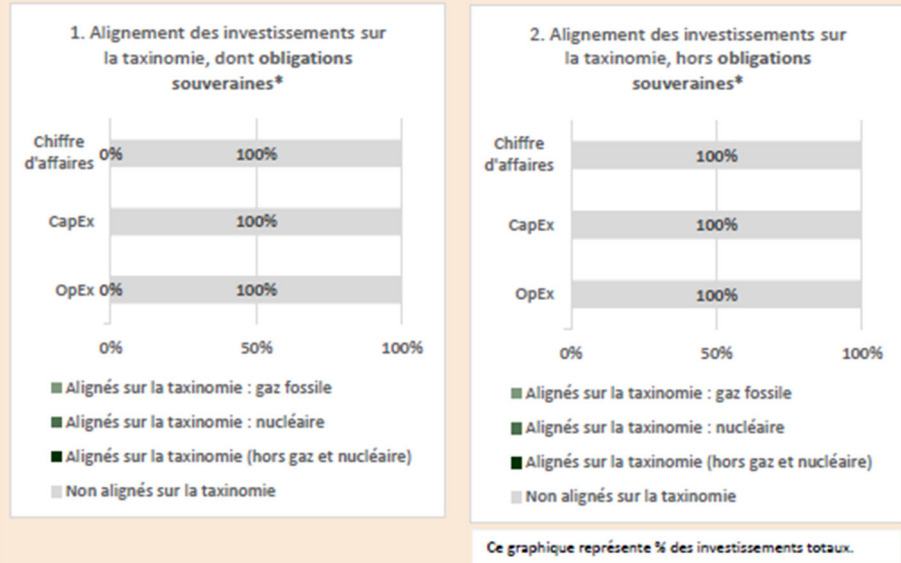 1. Alignement des investissements sur
la taxinomie, dont obligations
souveraines*
Chiffre
d'affaires 0% 100%
CapEx 100%
OpEx 0% 100%
0% 50% 100%
Alignés sur la taxinomie : gaz fossile
Alignés sur la taxinomie : nucléaire
Alignés sur la taxinomie (hors gaz et nucléaire)
Non alignés sur la taxinomie
2. Alignement des investissements sur
la taxinomie, hors obligations
souveraines*
Chiffre
d'affaires 100%
CapEx 100%
OpEx 100%
0% 50% 100%
Alignés sur la taxinomie : gaz fossile
Alignés sur la taxinomie : nucléaire
Alignés sur la taxinomie (hors gaz et nucléaire)
Non alignés sur la taxinomie
Ce graphique représente % des investissements totaux.